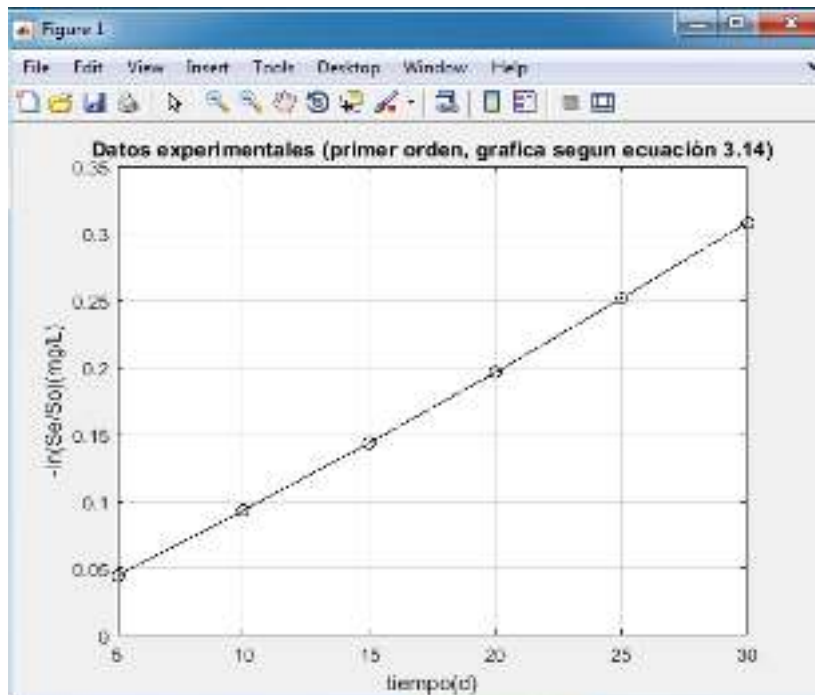 Figure 1
File Edit View Insert Tools Desktop Window Help
Datos experimentales (primer orden, grafica segun ecuación 3.14)
0.35
0.3
0.25
0.2
0.15
0.1
0.05
0
-ln(Se/So)(mg/L)
5 10 15 20 25 30
tiempo(d)